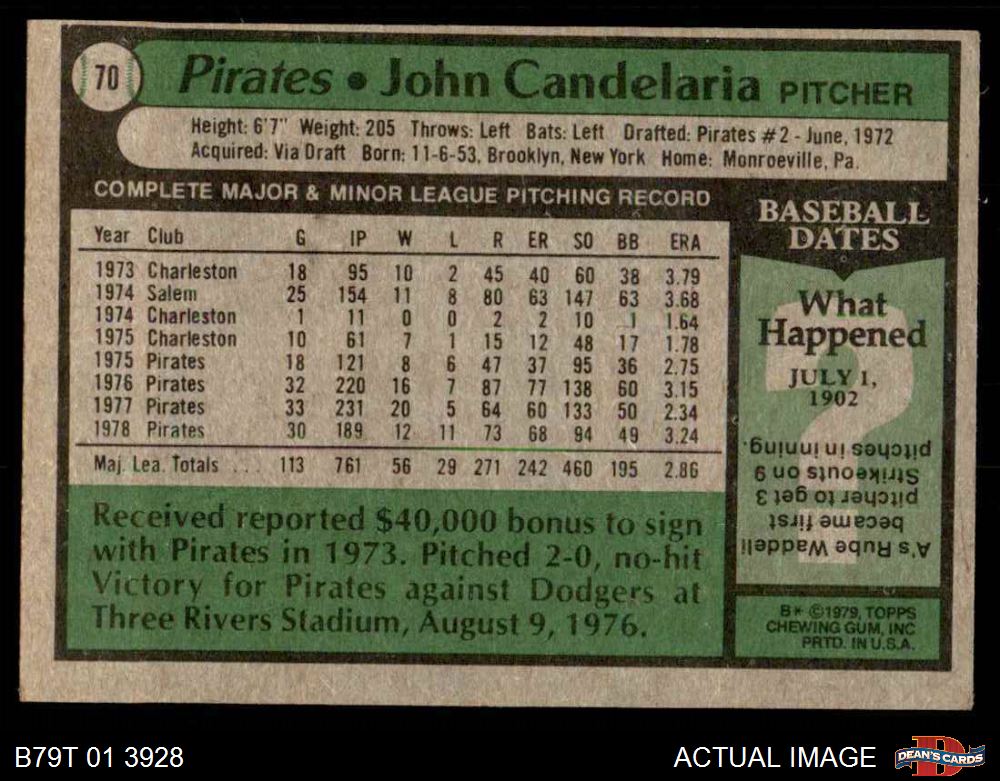 70
Pirates • John Candelaria PITCHER
Height: 6'7" Weight: 205 Throws: Left Bats: Left Drafted: Pirates #2 - June, 1972
Acquired: Via Draft Born: 11-6-53, Brooklyn, New York Home: Monroeville, Pa.
COMPLETE MAJOR & MINOR LEAGUE PITCHING RECORD
Year Club G IP W L R ER SO BB ERA
1973 Charleston 18 95 10 2 45 40 60 38 3.79
1974 Salem 25 154 11 8 80 63 147 63 3.68
1974 Charleston 1 11 0 0 2 2 10 1 1.64
1975 Charleston 10 61 7 1 15 12 48 17 1.78
1975 Pirates 18 121 8 6 47 37 95 36 2.75
1976 Pirates 32 220 16 7 87 77 138 60 3.15
1977 Pirates 33 231 20 5 64 60 133 50 2.34
1978 Pirates 30 189 12 11 73 68 94 49 3.24
Maj. Lea. Totals ... 113 761 56 29 271 242 460 195 2.86
Received reported $40,000 bonus to sign
with Pirates in 1973. Pitched 2-0, no-hit
Victory for Pirates against Dodgers at
Three Rivers Stadium, August 9, 1976.
BASEBALL
DATES
What
Happened
JULY 1,
1902
?
A's Rube Waddell
became first
pitcher to get 3
Strikeouts on 9
pitches in inning.
B* ©1979, TOPPS
CHEWING GUM, INC
PRTD. IN U.S.A.
B79T 01 3928
ACTUAL IMAGE
D
DEAN'S CARDS